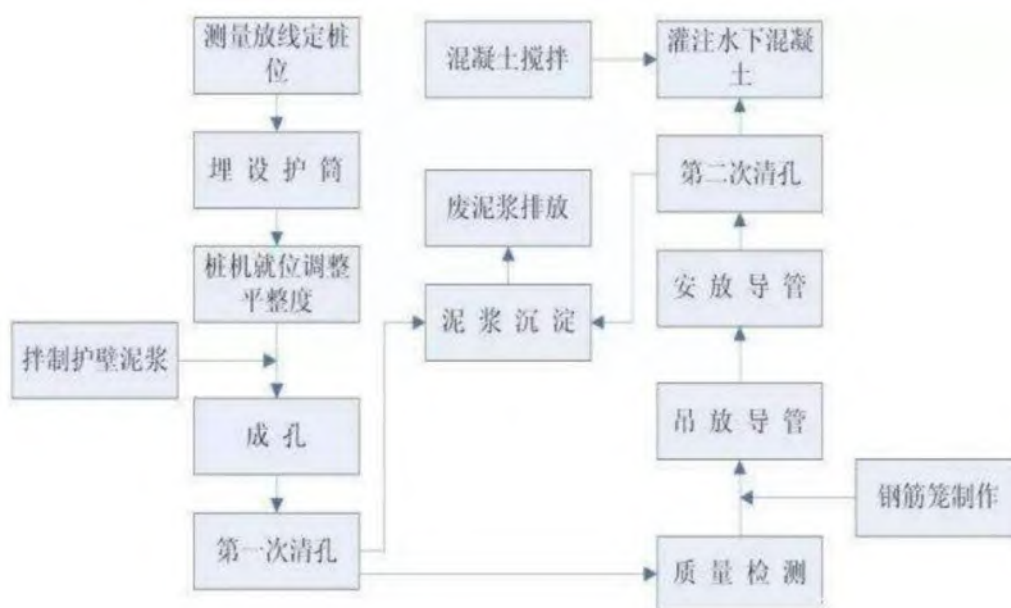 测量放线定桩
位
埋设护筒
桩机就位调整
平整度
拌制护壁泥浆
成孔
第一次清孔
混凝土搅拌
废泥浆排放
泥浆沉淀
灌注水下混凝
土
第二次清孔
安放导管
吊放导管
钢筋笼制作
质量检测